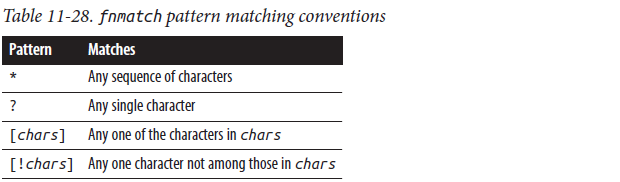 Table 11-28. fnmatch pattern matching conventions
Pattern Matches
* Any sequence of characters
? Any single character
[chars] Any one of the characters in chars
[!chars] Any one character not among those in chars